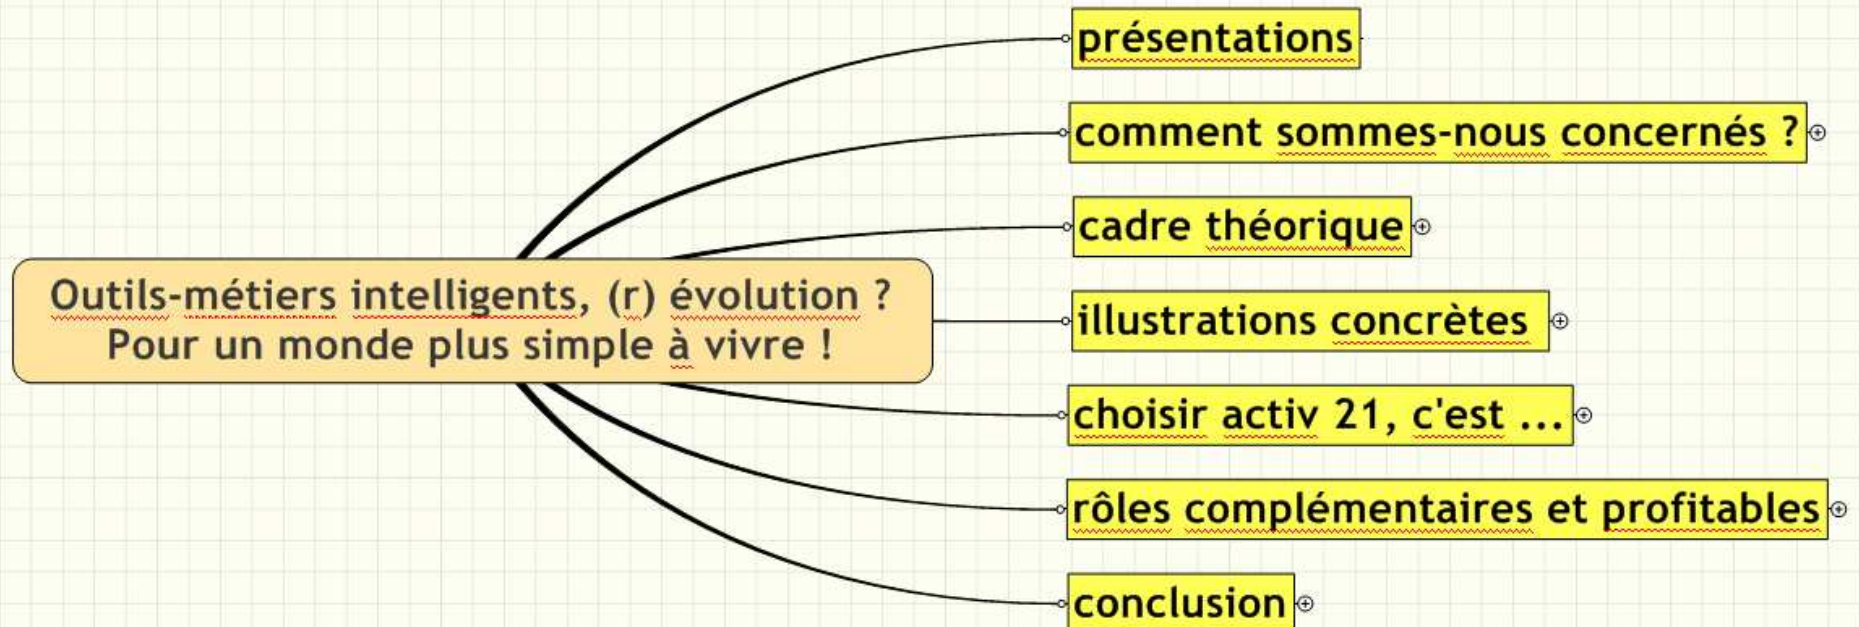 présentations
comment sommes-nous concernés ?
cadre théorique
Outils-métiers intelligents, (r) évolution ?
Pour un monde plus simple à vivre !
illustrations concrètes
choisir activ 21, c'est ...
rôles complémentaires et profitables
conclusion